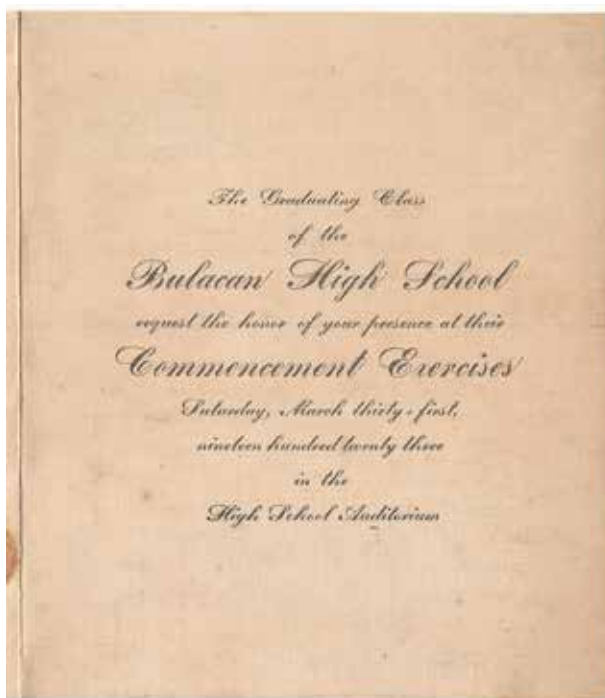 The Graduating Class
of the
Bulacan High School
request the honor of your presence at their
Commencement Exercises
Saturday, March thirty-first,
nineteen hundred twenty three
in the
High School Auditorium